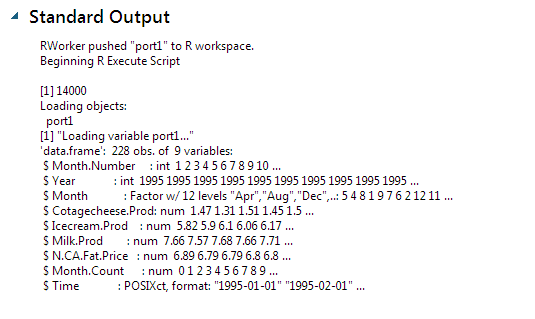 Standard Output
RWorker pushed "port1" to R workspace.
Beginning R Execute Script
[1] 14000
Loading objects:
port1
[1] "Loading variable port1..."
'data.frame': 228 obs. of 9 variables:
$ Month.Number : int 1 2 3 4 5 6 7 8 9 10 ...
$ Year : int 1995 1995 1995 1995 1995 1995 1995 1995 1995 1995 ...
$ Month : Factor w/ 12 levels "Apr","Aug","Dec",..: 5 4 8 1 9 7 6 2 12 11 ...
$ Cotagecheese.Prod: num 1.47 1.31 1.51 1.45 1.5 ...
$ Icecream.Prod : num 5.82 5.9 6.1 6.06 6.17 ...
$ Milk.Prod : num 7.66 7.57 7.68 7.66 7.71 ...
$ N.CA.Fat.Price : num 6.89 6.79 6.79 6.8 6.8 ...
$ Month.Count : num 0 1 2 3 4 5 6 7 8 9 ...
$ Time : POSIXct, format: "1995-01-01" "1995-02-01" ...